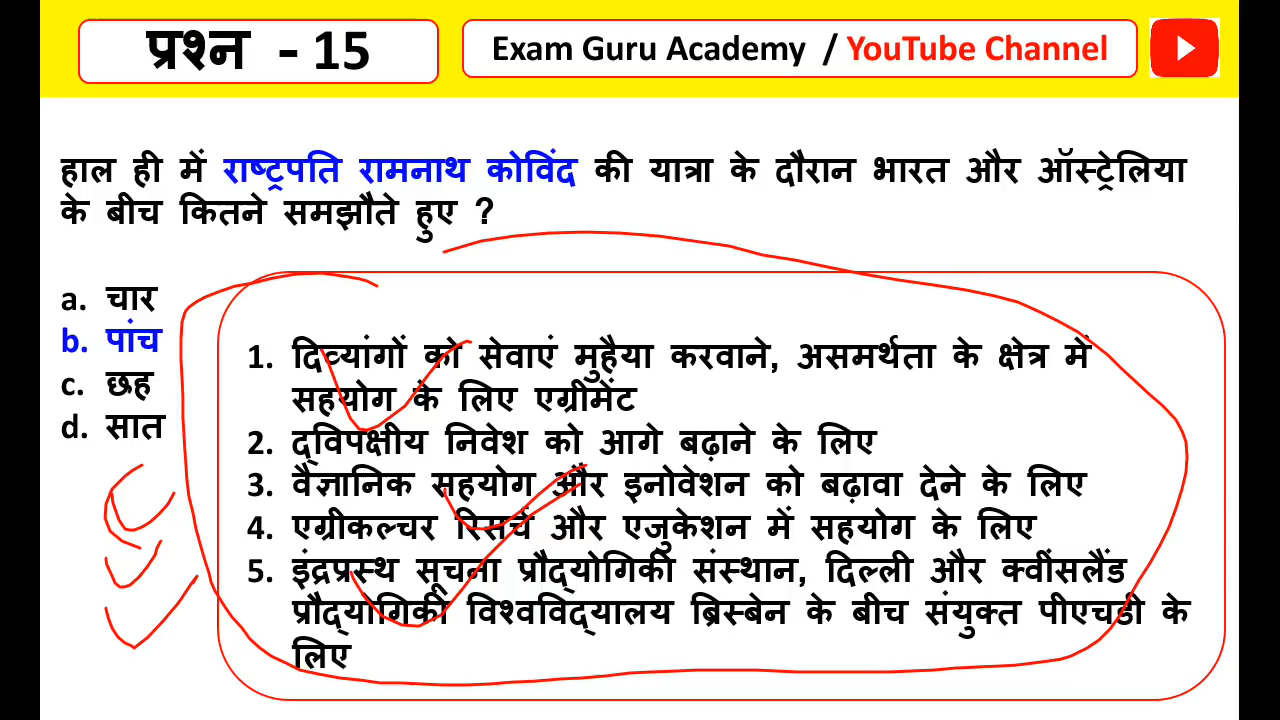 प्रश्न - 15
Exam Guru Academy / YouTube Channel
हाल ही में राष्ट्रपति रामनाथ कोविंद की यात्रा के दौरान भारत और ऑस्ट्रेलिया
के बीच कितने समझौते हुए ?
a. चार
b. पांच
c. छह
d. सात
1. दिव्यांगों को सेवाएं मुहैया करवाने, असमर्थता के क्षेत्र में
सहयोग के लिए एग्रीमेंट
2. द्विपक्षीय निवेश को आगे बढ़ाने के लिए
3. वैज्ञानिक सहयोग और इनोवेशन को बढ़ावा देने के लिए
4. एग्रीकल्चर रिसर्च और एजुकेशन में सहयोग के लिए
5. इंद्रप्रस्थ सूचना प्रौद्योगिकी संस्थान, दिल्ली और क्वींसलैंड
प्रौद्योगिकी विश्वविद्यालय ब्रिस्बेन के बीच संयुक्त पीएचडी के
लिए